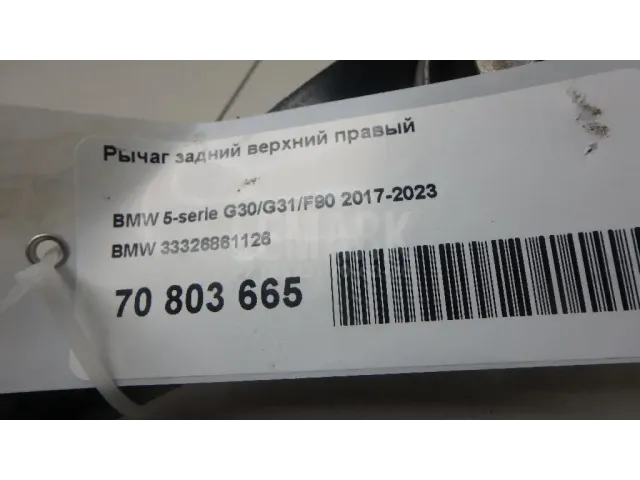 Рычаг задний верхний правый
BMW 5-serie G30/G31/F90 2017-2023
BMW 33326861126
70 803 665